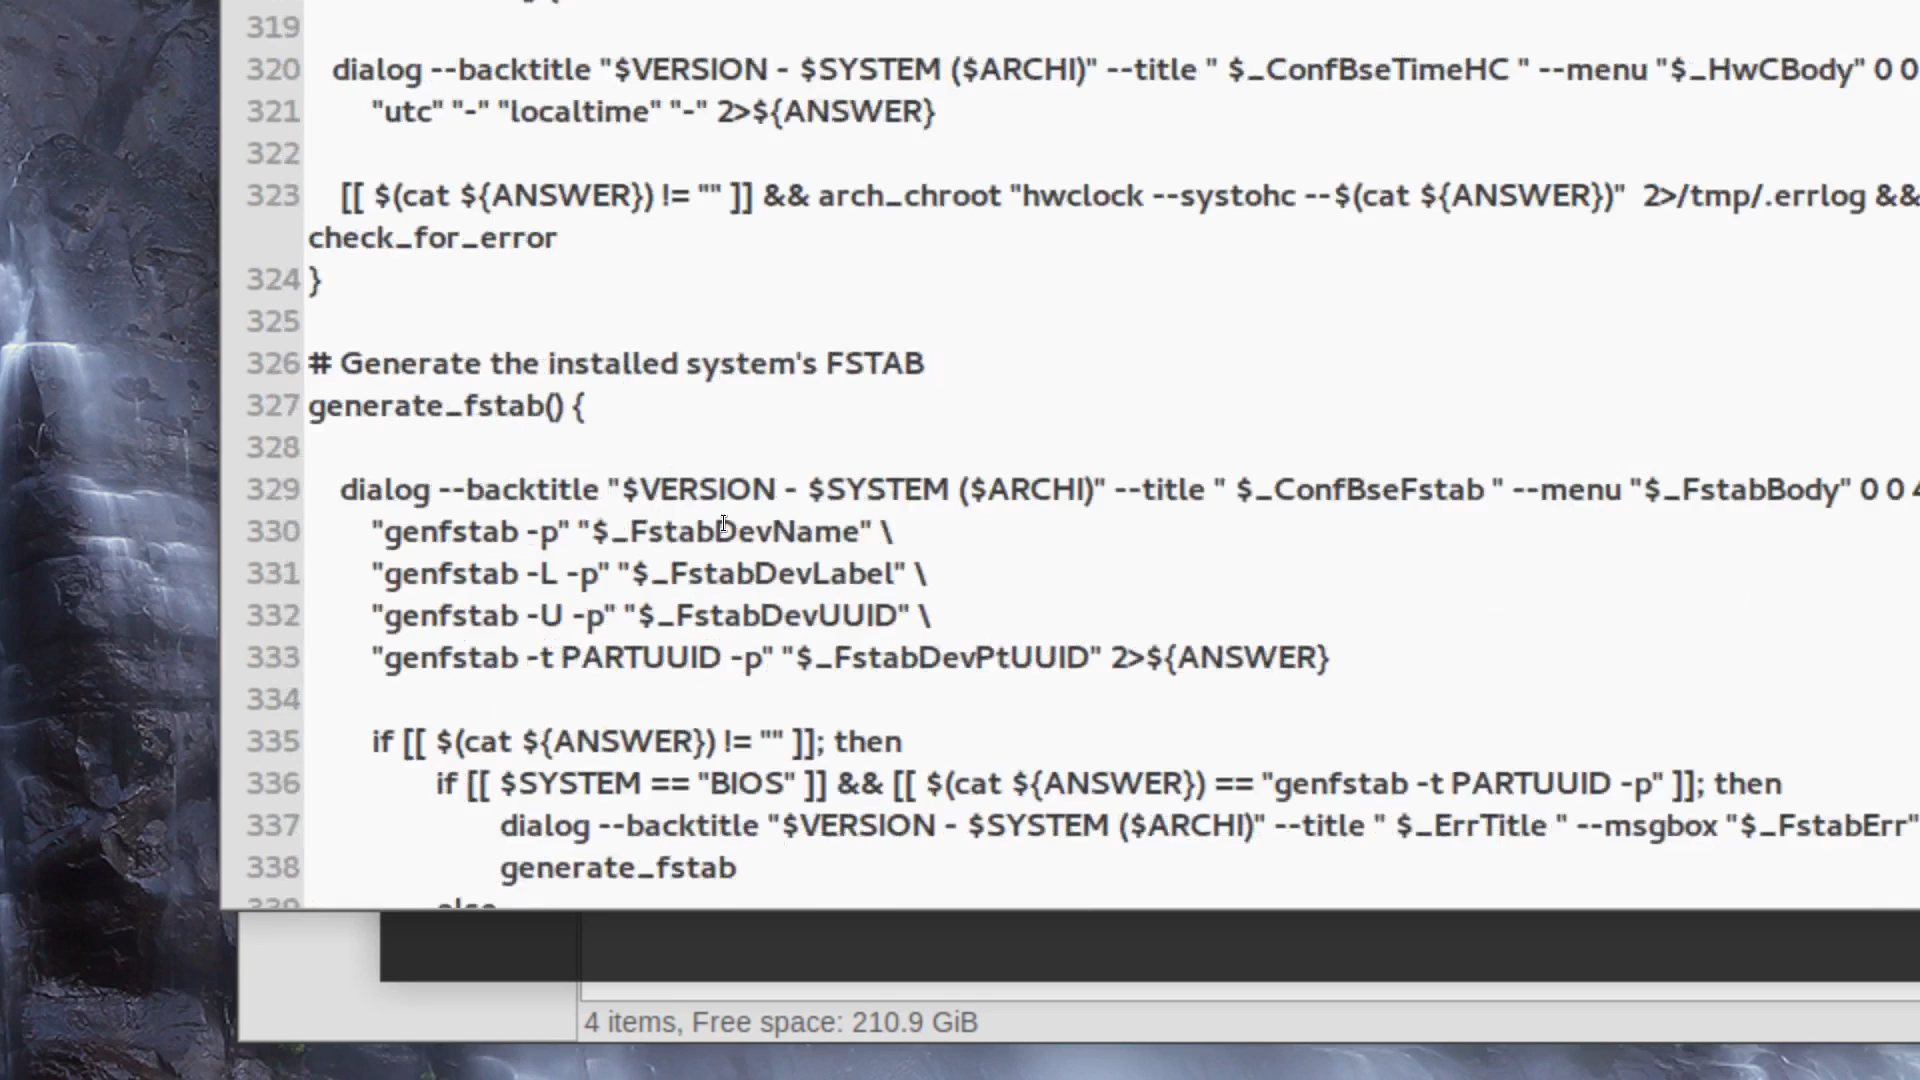 319
320 dialog --backtitle "$VERSION - $SYSTEM ($ARCHI)" --title " $_ConfBseTimeHC " --menu "$_HwCBody" 0 0
321 "utc" "-" "localtime" "-" 2>${ANSWER}
322
323 [[ $(cat ${ANSWER}) != "" ]] && arch_chroot "hwclock --systohc --$(cat ${ANSWER})"  2>/tmp/.errlog &&
check_for_error
324 }
325
326 # Generate the installed system's FSTAB
327 generate_fstab() {
328
329 dialog --backtitle "$VERSION - $SYSTEM ($ARCHI)" --title " $_ConfBseFstab " --menu "$_FstabBody" 0 0 4
330 "genfstab -p" "$_FstabDevName" \
331 "genfstab -L -p" "$_FstabDevLabel" \
332 "genfstab -U -p" "$_FstabDevUUID" \
333 "genfstab -t PARTUUID -p" "$_FstabDevPtUUID" 2>${ANSWER}
334
335 if [[ $(cat ${ANSWER}) != "" ]]; then
336 if [[ $SYSTEM == "BIOS" ]] && [[ $(cat ${ANSWER}) == "genfstab -t PARTUUID -p" ]]; then
337 dialog --backtitle "$VERSION - $SYSTEM ($ARCHI)" --title " $_ErrTitle " --msgbox "$_FstabErr"
338 generate_fstab
339 else
4 items, Free space: 210.9 GiB